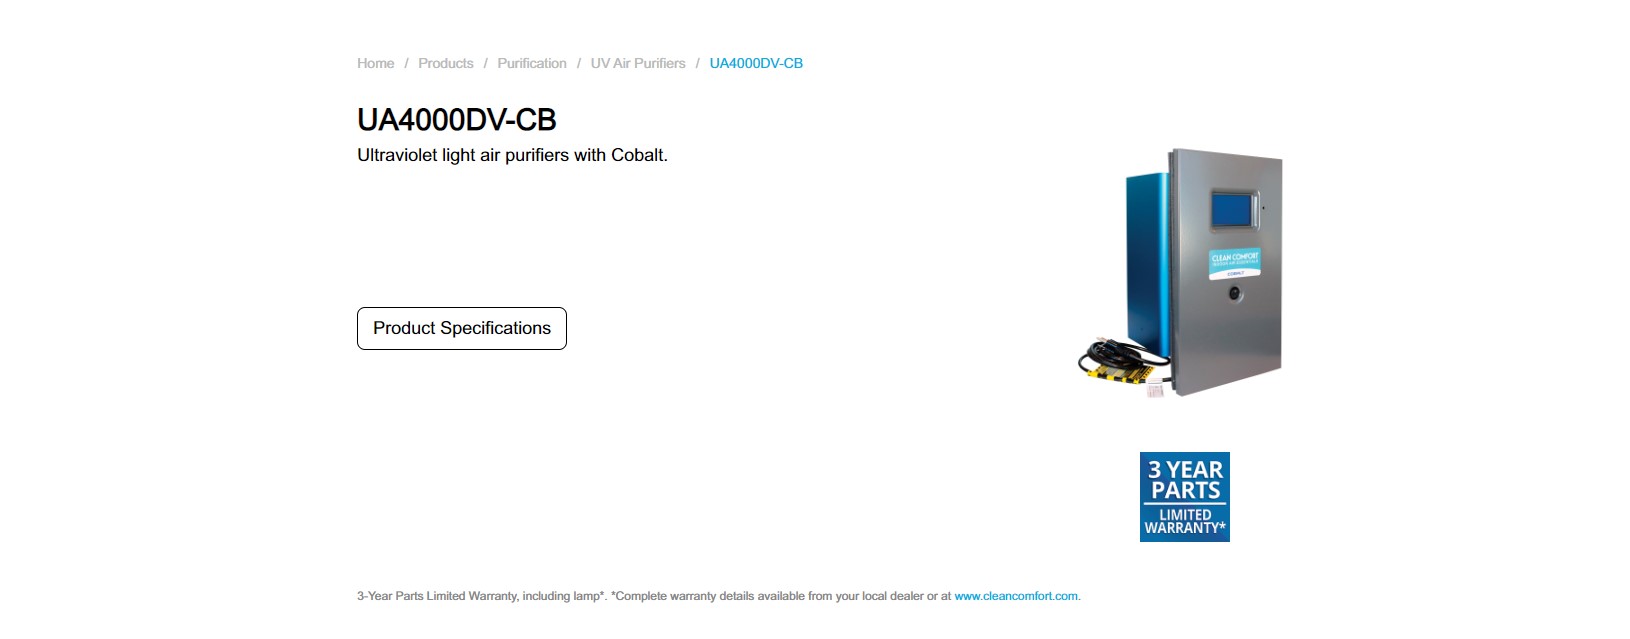 Home / Products / Purification / UV Air Purifiers / UA4000DV-CB
UA4000DV-CB
Ultraviolet light air purifiers with Cobalt.
CLEAN COMFORT
Product Specifications
3 YEAR
PARTS
LIMITED
WARRANTY*
3-Year Parts Limited Warranty, including lamp*. *Complete warranty details available from your local dealer or at www.cleancomfort.com.